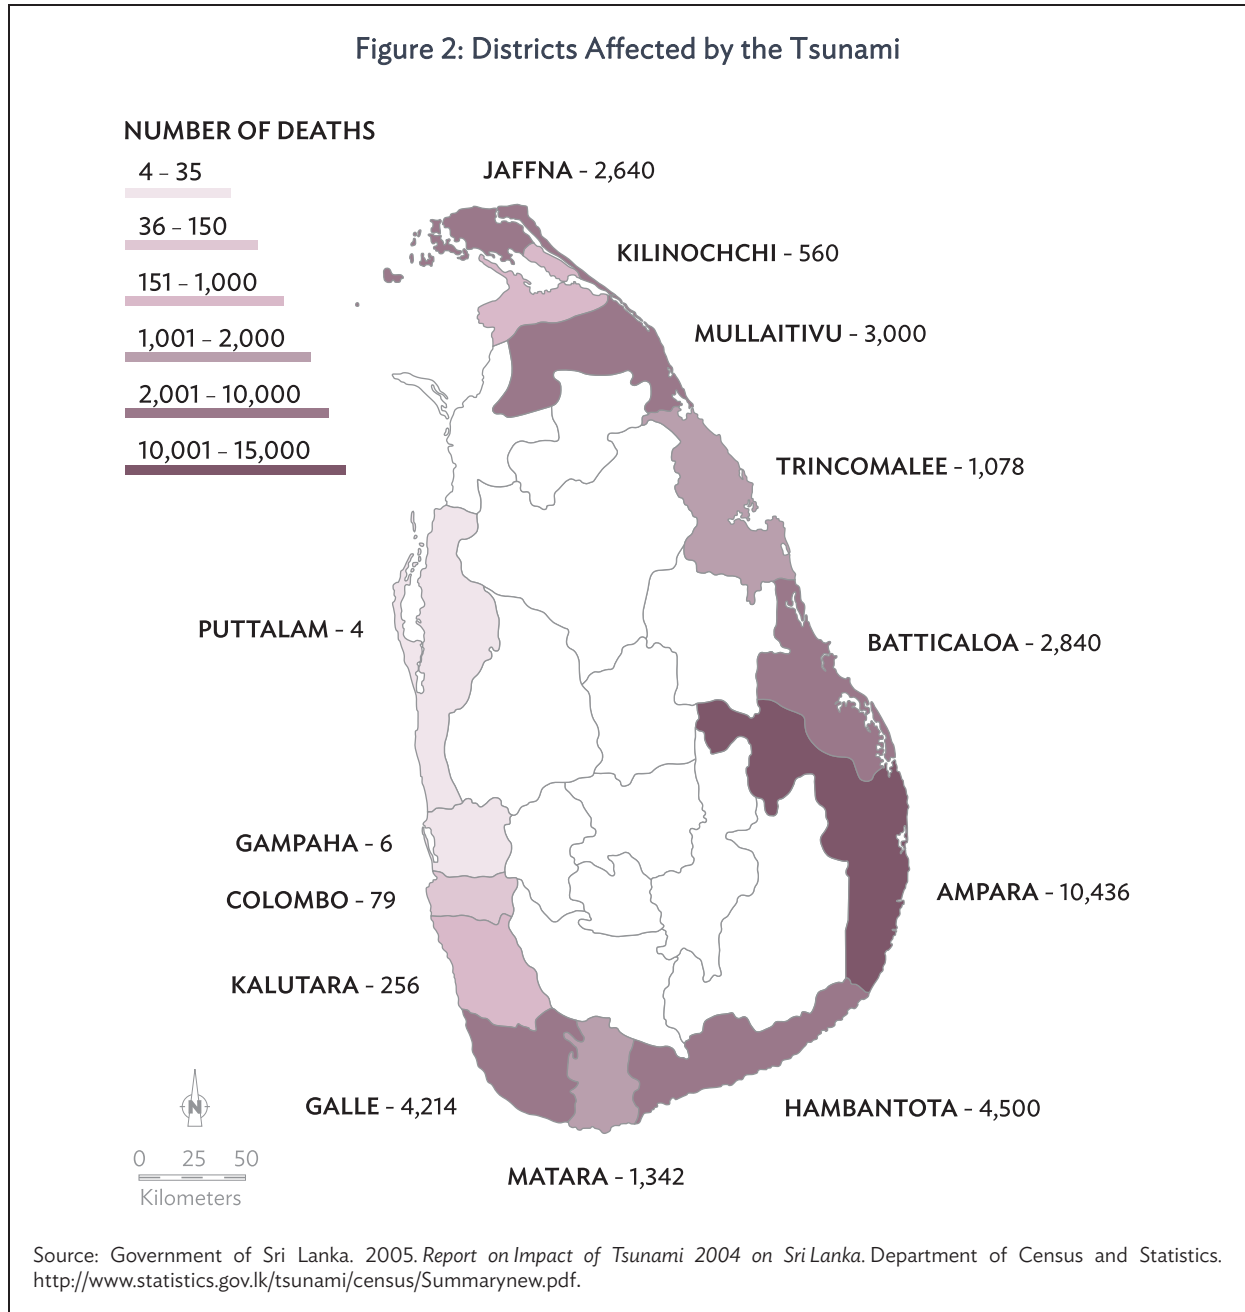 Figure 2: Districts Affected by the Tsunami
NUMBER OF DEATHS
4 – 35
36 – 150
151 – 1,000
1,001 – 2,000
2,001 – 10,000
10,001 – 15,000
JAFFNA - 2,640
KILINOCHCHI - 560
MULLAITIVU - 3,000
TRINCOMALEE - 1,078
PUTTALAM - 4
BATTICALOA - 2,840
GAMPAHA - 6
COLOMBO - 79
AMPARA - 10,436
KALUTARA - 256
GALLE - 4,214
HAMBANTOTA - 4,500
MATARA - 1,342
N
0 25 50
Kilometers
Source: Government of Sri Lanka. 2005. Report on Impact of Tsunami 2004 on Sri Lanka. Department of Census and Statistics.
http://www.statistics.gov.lk/tsunami/census/Summarynew.pdf.